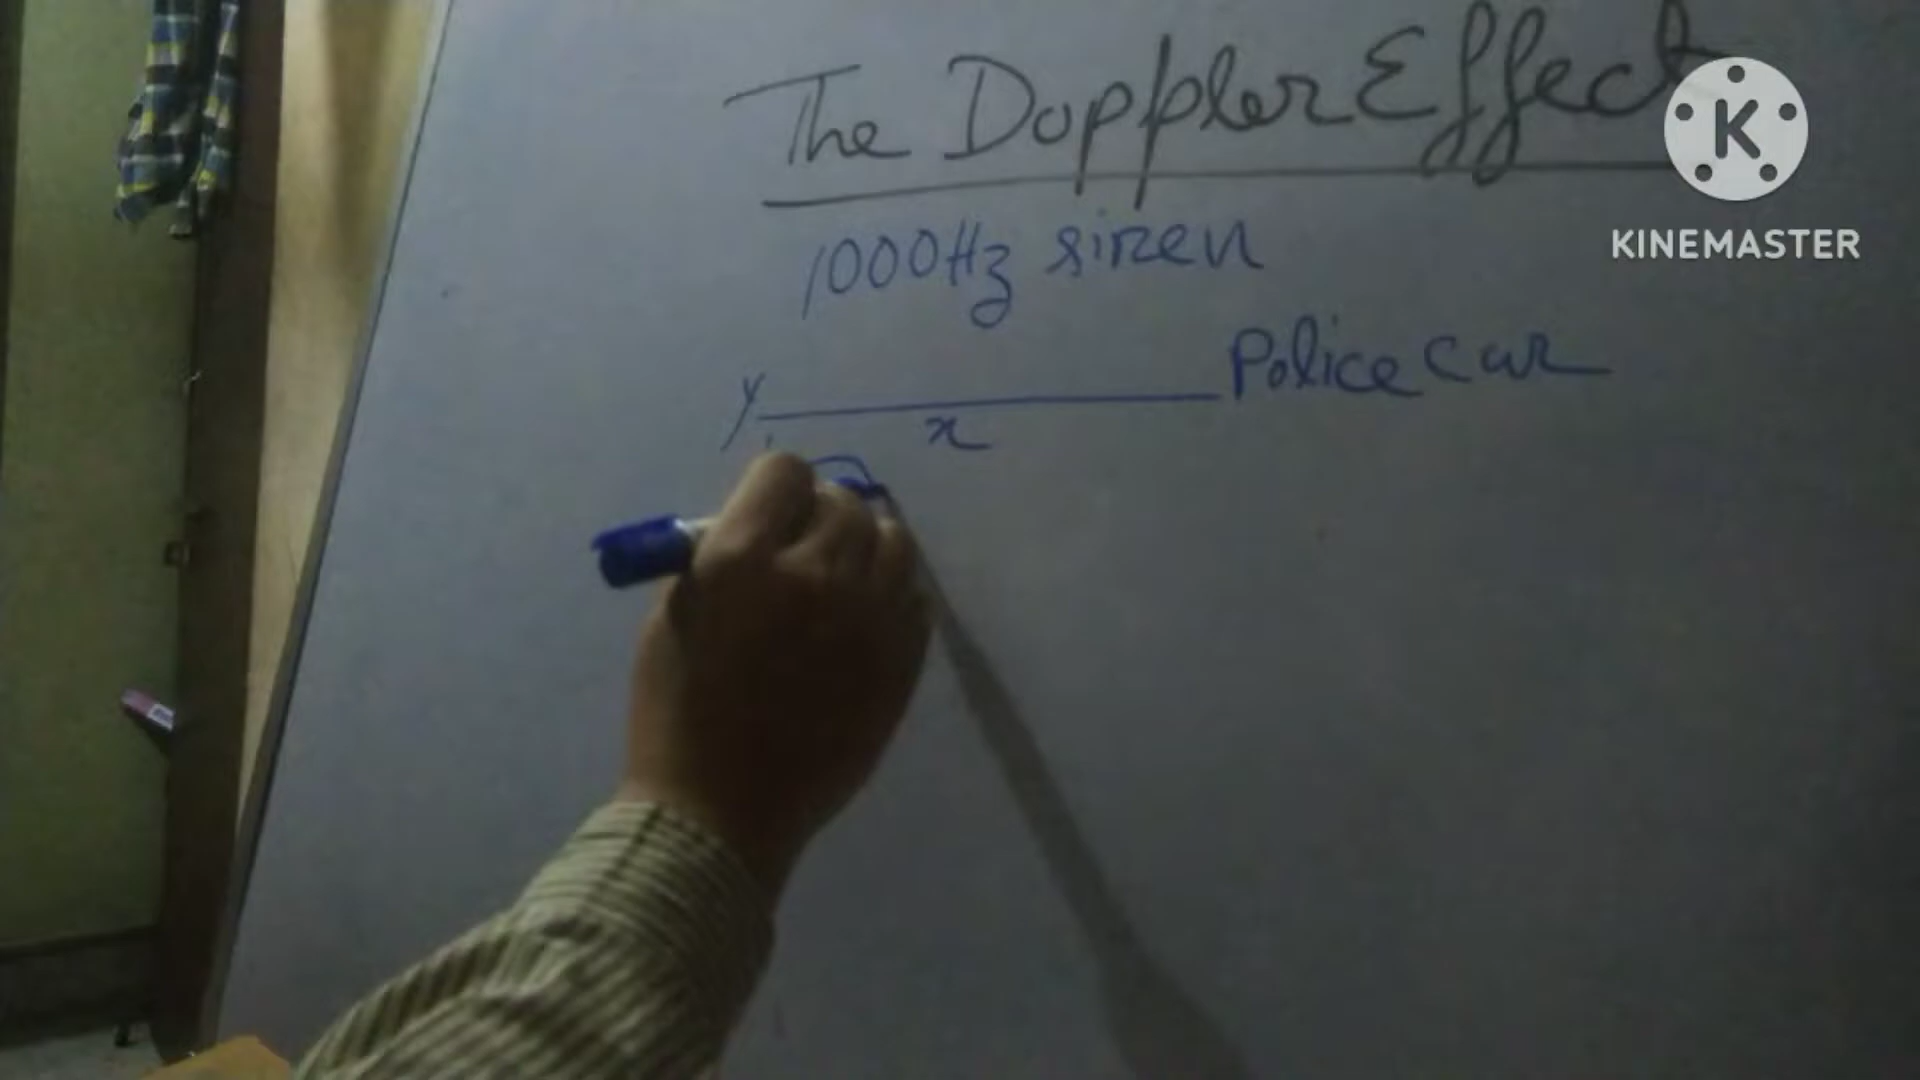 The Doppler Effect
1000Hz siren
y Police car
x
K
KINEMASTER